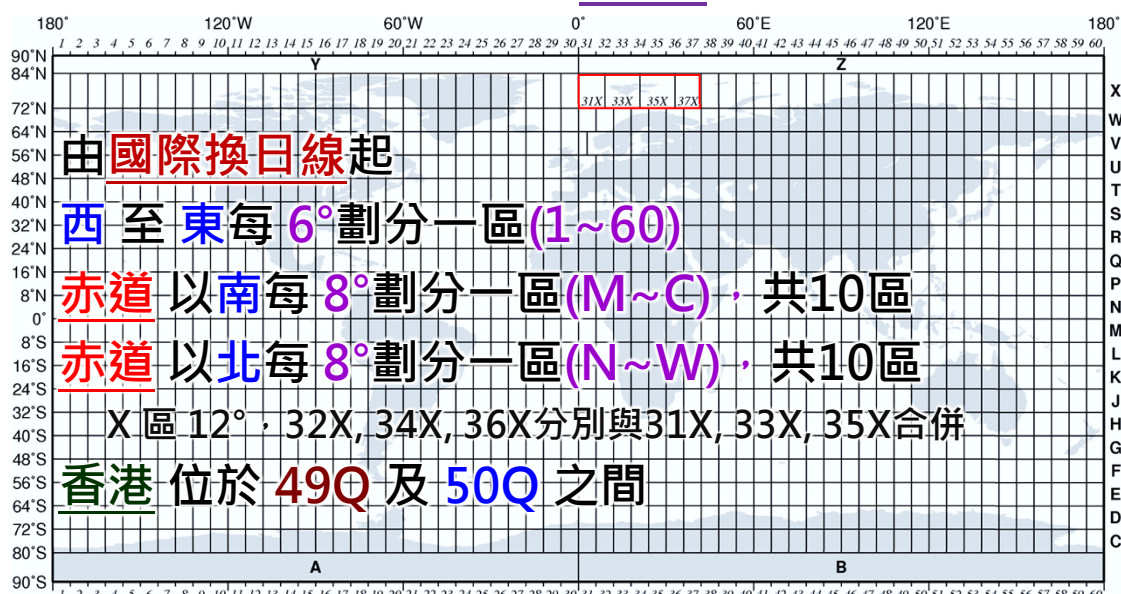 180° 120°W 60°W 0° 60°E 120°E 180°
1 2 3 4 5 6 7 8 9 10 11 12 13 14 15 16 17 18 19 20 21 22 23 24 25 26 27 28 29 30 31 32 33 34 35 36 37 38 39 40 41 42 43 44 45 46 47 48 49 50 51 52 53 54 55 56 57 58 59 60
90°N
Y Z
84°N
X
31X 33X 35X 37X
72°N
W
64°N
V
由國際換日線起
56°N
U
48°N
T
40°N
S
西 至 東每 6°劃分一區(1~60)
32°N
R
24°N
Q
16°N
P
赤道 以南每 8°劃分一區(M~C),共10區
8°N
N
0°
M
8°S
L
赤道 以北每 8°劃分一區(N~W),共10區
16°S
K
24°S
J
32°S
X 區 12°,32X, 34X, 36X分別與31X, 33X, 35X合併
H
40°S
G
48°S
F
香港 位於 49Q 及 50Q 之間
56°S
E
64°S
D
72°S
C
80°S
A B
90°S
1 2 3 4 5 6 7 8 9 10 11 12 13 14 15 16 17 18 19 20 21 22 23 24 25 26 27 28 29 30 31 32 33 34 35 36 37 38 39 40 41 42 43 44 45 46 47 48 49 50 51 52 53 54 55 56 57 58 59 60